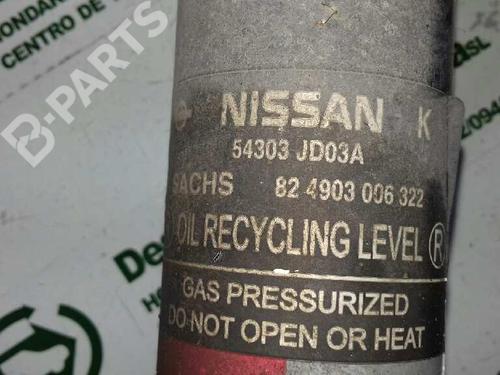 NISSAN K
54303 JD03A
SACHS 82 4903 006 322
OIL RECYCLING LEVEL R
GAS PRESSURIZED
DO NOT OPEN OR HEAT
B-PARTS
CENTRO DE